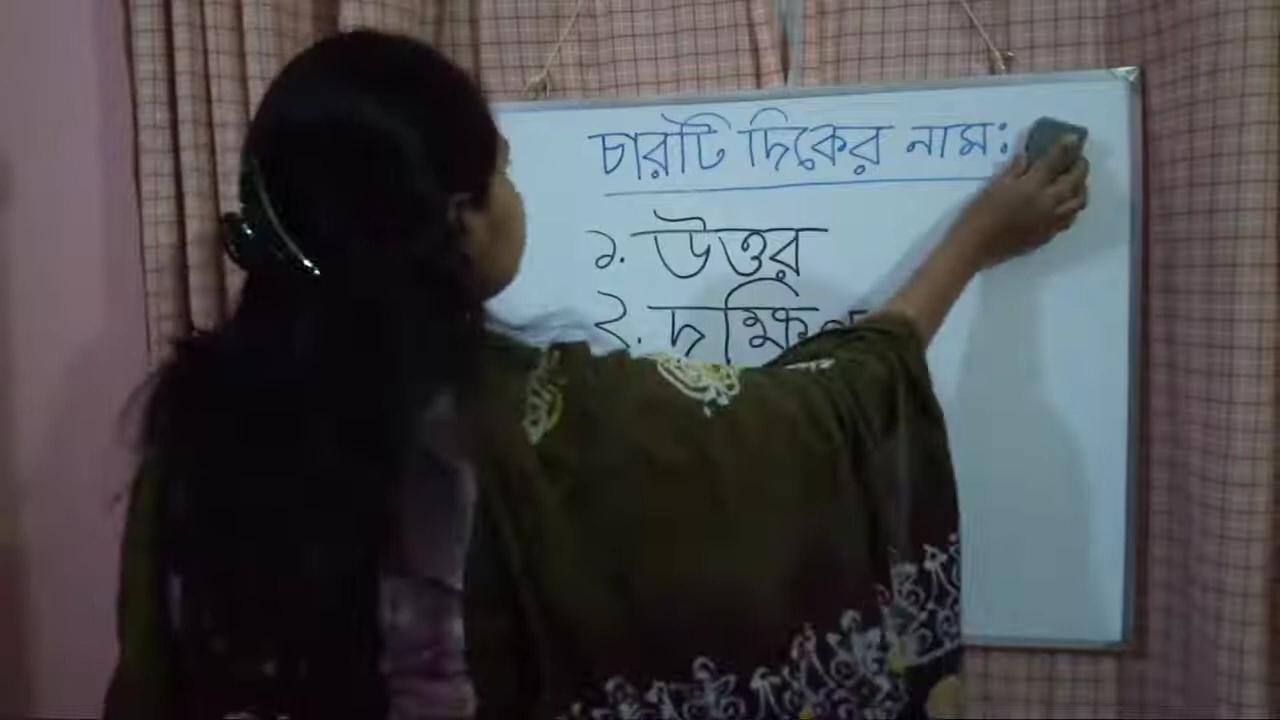 চারটি দিকের নাম:
১. উত্তর
২. দক্ষিণ